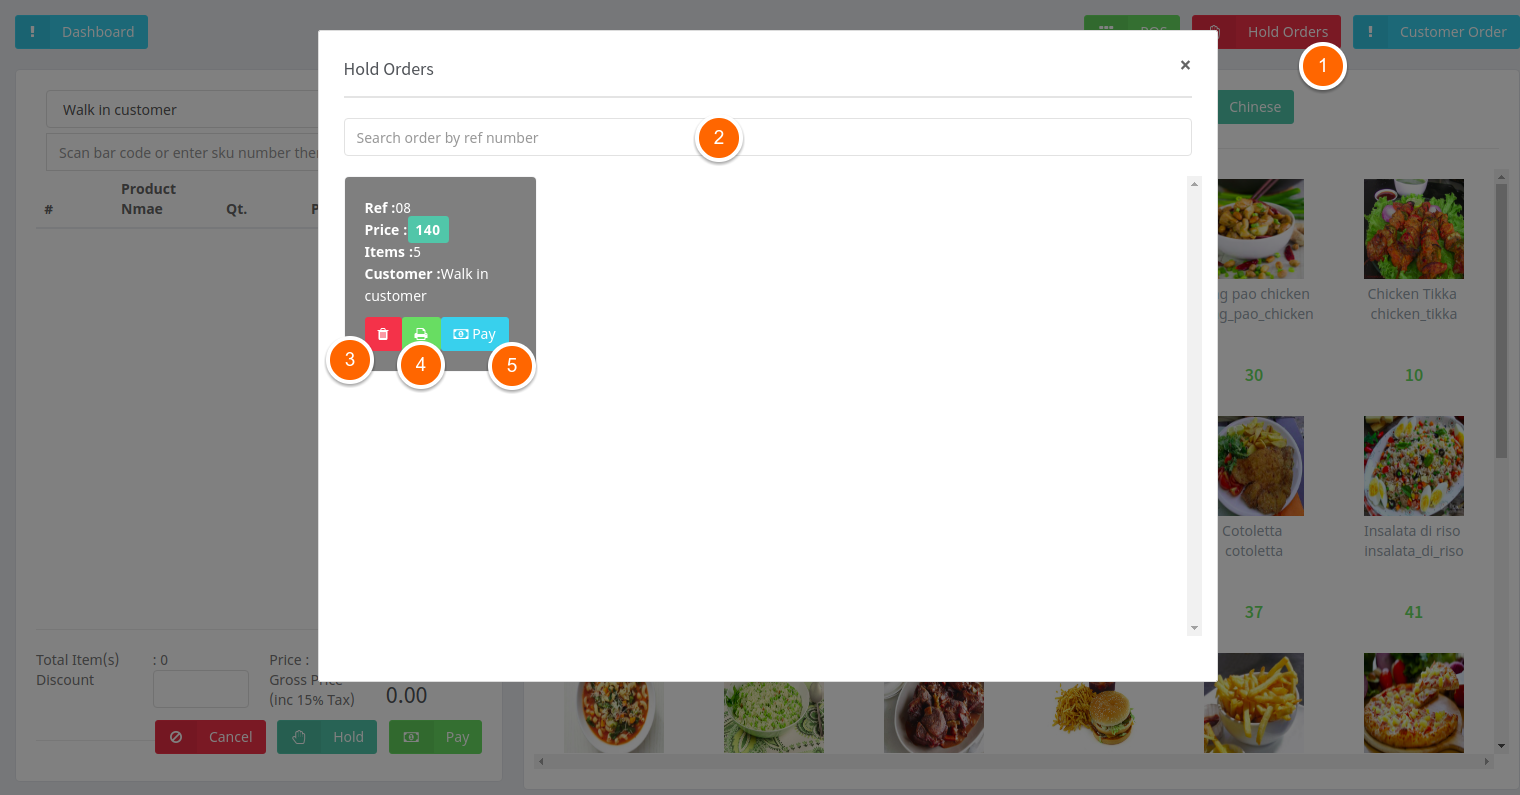 Dashboard
POS
Hold Orders
Customer Order
1
Hold Orders
×
Walk in customer
Chinese
Search order by ref number
2
Scan bar code or enter sku number the
#
Product
Nmae
Qt.
P
Ref :08
Price : 140
Items :5
Customer :Walk in
customer
Pay
3
4
5
g pao chicken
g_pao_chicken
30
Chicken Tikka
chicken_tikka
10
Cotoletta
cotoletta
37
Insalata di riso
insalata_di_riso
41
Total Item(s) : 0
Price :
Discount
Gross Price
(inc 15% Tax)
0.00
Cancel
Hold
Pay